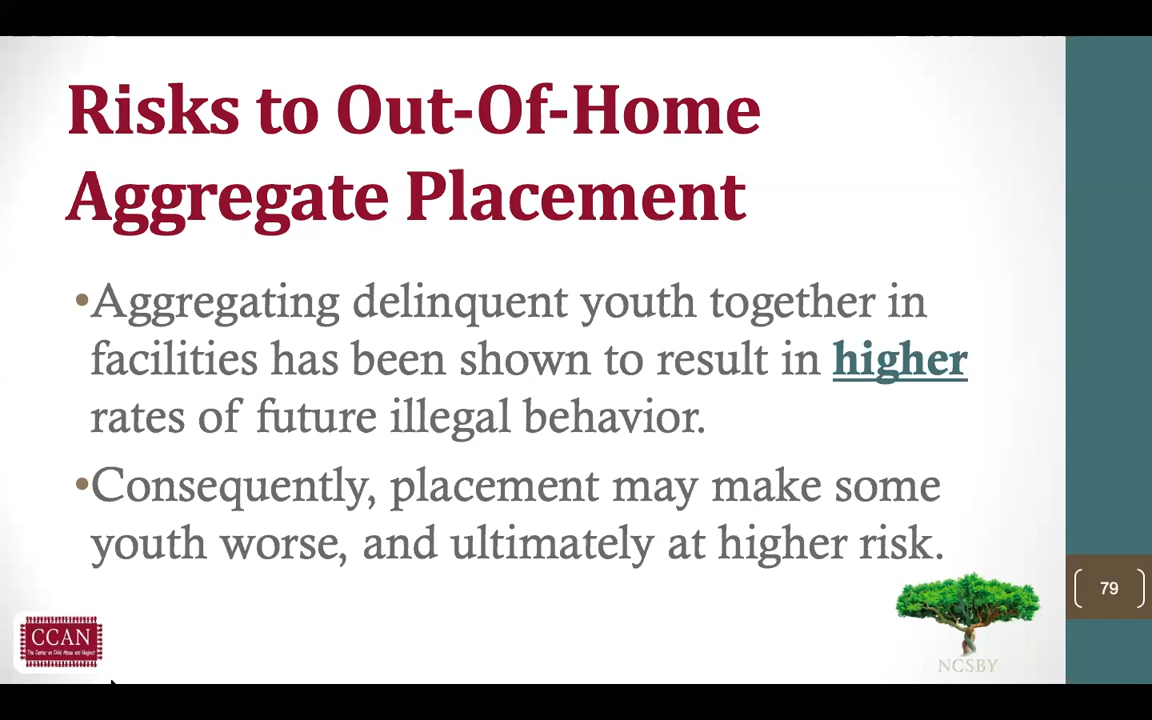 Risks to Out-Of-Home
Aggregate Placement
•Aggregating delinquent youth together in
facilities has been shown to result in higher
rates of future illegal behavior.
•Consequently, placement may make some
youth worse, and ultimately at higher risk.
79
CCAN
The Center on Child Abuse and Neglect
NCSBY